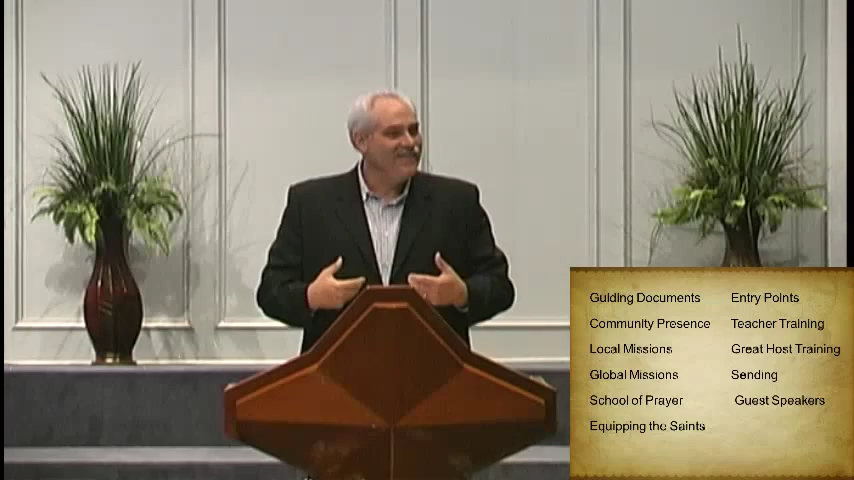 Guiding Documents
Community Presence
Local Missions
Global Missions
School of Prayer
Equipping the Saints
Entry Points
Teacher Training
Great Host Training
Sending
Guest Speakers